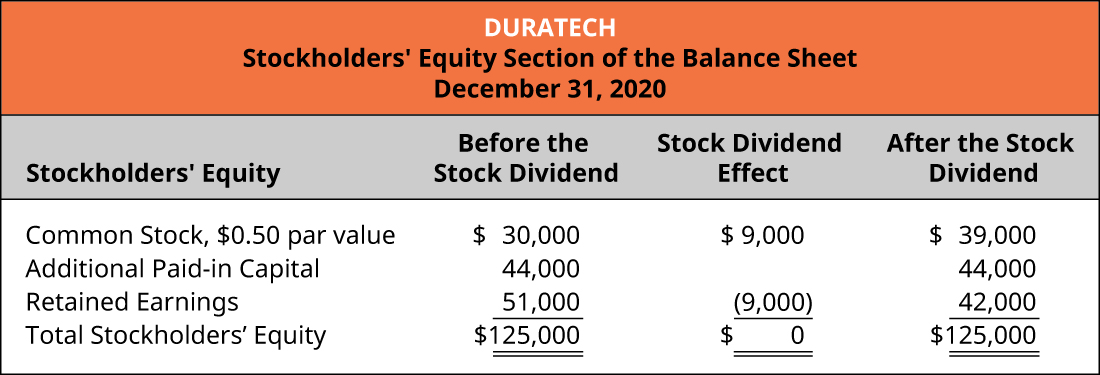 DURATECH
Stockholders' Equity Section of the Balance Sheet
December 31, 2020
Before the Stock Dividend After the Stock
Stockholders' Equity Stock Dividend Effect Dividend
Common Stock, $0.50 par value $ 30,000 $ 9,000 $ 39,000
Additional Paid-in Capital 44,000 44,000
Retained Earnings 51,000 (9,000) 42,000
Total Stockholders’ Equity $125,000 $ 0 $125,000